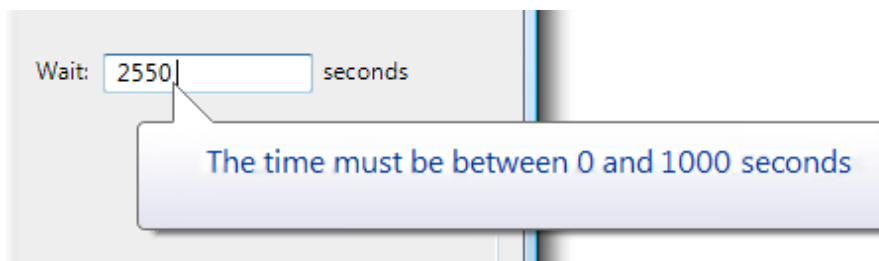 Wait: 2550 seconds
The time must be between 0 and 1000 seconds